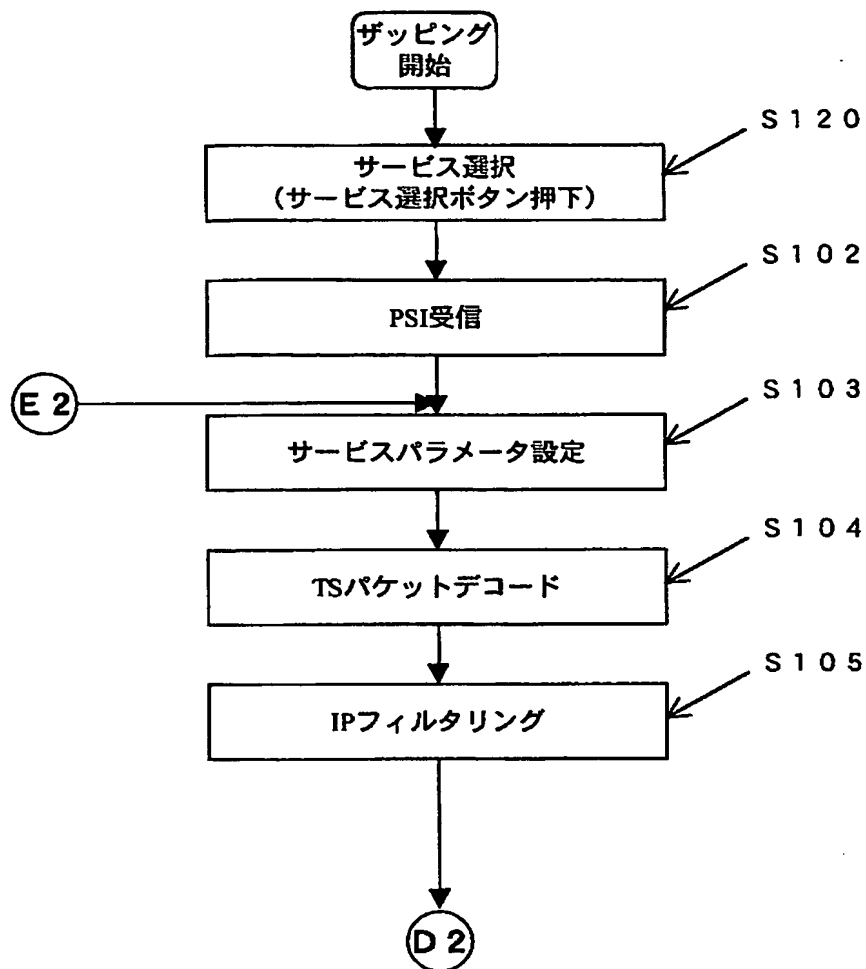 ザッピング
開始
S120
サービス選択
（サービス選択ボタン押下）
S102
PSI受信
E2
S103
サービスパラメータ設定
S104
TSパケットデコード
S105
IPフィルタリング
D2